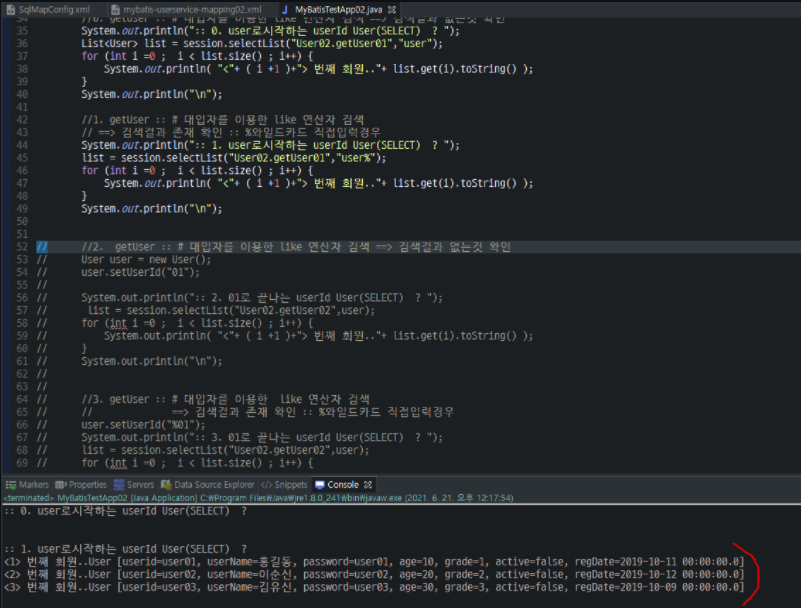 SqlMapConfig.xml mybatis-userservice-mapping02.xml MyBatisTestApp02.java
34 //0. getUser :: # 대입자를 이용한 like 연산자 검색 ==> 검색결과 없는것 확인
35 System.out.println(":: 0. user로시작하는 userId User(SELECT)  ? ");
36 List<User> list = session.selectList("User02.getUser01","user");
37 for (int i =0 ;  i < list.size() ; i++) {
38 System.out.println( "<"+ ( i +1 )+"> 번째 회원.."+ list.get(i).toString() );
39 }
40 System.out.println("\n");
41
42 //1. getUser :: # 대입자를 이용한 like 연산자 검색
43 // ==> 검색결과 존재 확인 :: %와일드카드 직접입력경우
44 System.out.println(":: 1. user로시작하는 userId User(SELECT)  ? ");
45 list = session.selectList("User02.getUser01","user%");
46 for (int i =0 ;  i < list.size() ; i++) {
47 System.out.println( "<"+ ( i +1 )+"> 번째 회원.."+ list.get(i).toString() );
48 }
49 System.out.println("\n");
50
51
52 // //2.  getUser :: # 대입자를 이용한 like 연산자 검색 ==> 검색결과 없는것 확인
53 // User user = new User();
54 // user.setUserId("01");
55 //
56 // System.out.println(":: 2. 01로 끝나는 userId User(SELECT)  ? ");
57 // list = session.selectList("User02.getUser02",user);
58 // for (int i =0 ;  i < list.size() ; i++) {
59 // System.out.println( "<"+ ( i +1 )+"> 번째 회원.."+ list.get(i).toString() );
60 // }
61 // System.out.println("\n");
62 //
63 //
64 // //3. getUser :: # 대입자를 이용한  like 연산자 검색
65 // // ==> 검색결과 존재 확인 :: %와일드카드 직접입력경우
66 // user.setUserId("%01");
67 // System.out.println(":: 3. 01로 끝나는 userId User(SELECT)  ? ");
68 // list = session.selectList("User02.getUser02",user);
69 // for (int i =0 ;  i < list.size() ; i++) {
Markers Properties Servers Data Source Explorer Snippets Console
<terminated> MyBatisTestApp02 [Java Application] C:₩Program Files₩Java₩jre1.8.0_241₩bin₩javaw.exe (2021. 6. 21. 오후 12:17:54)
:: 0. user로시작하는 userId User(SELECT)  ?
:: 1. user로시작하는 userId User(SELECT)  ?
<1> 번째 회원..User [userid=user01, userName=홍길동, password=user01, age=10, grade=1, active=false, regDate=2019-10-11 00:00:00.0]
<2> 번째 회원..User [userid=user02, userName=이순신, password=user02, age=20, grade=2, active=false, regDate=2019-10-12 00:00:00.0]
<3> 번째 회원..User [userid=user03, userName=김유신, password=user03, age=30, grade=3, active=false, regDate=2019-10-09 00:00:00.0]